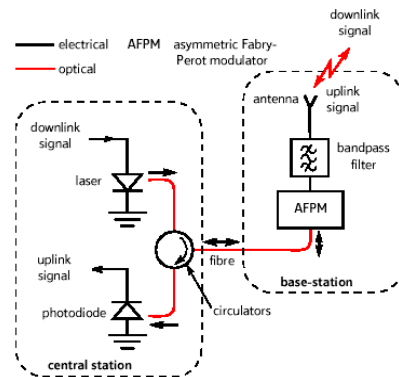 downlink
signal
electrical AFPM asymmetric Fabry-
Perot modulator
optical
antenna
uplink
signal
bandpass
filter
AFPM
base-station
downlink
signal
laser
fibre
circulators
uplink
signal
photodiode
central station